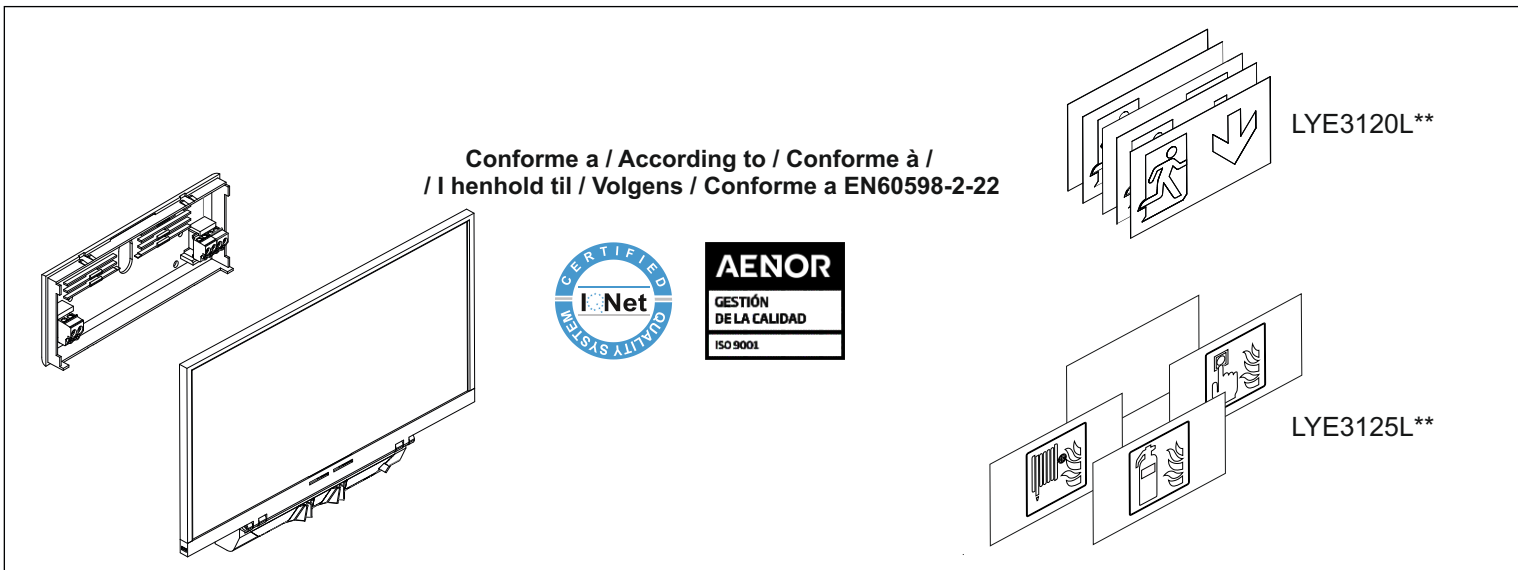 LYE3120L**
Conforme a / According to / Conforme à /
/ I henhold til / Volgens / Conforme a EN60598-2-22
CERTIFIED
IQNet
QUALITY SYSTEM
AENOR
GESTIÓN
DE LA CALIDAD
ISO 9001
LYE3125L**